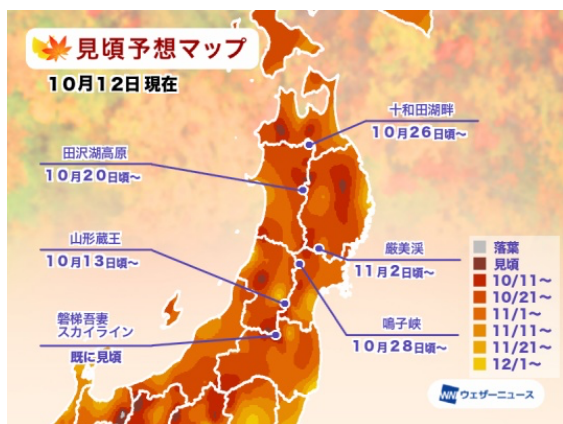 見頃予想マップ
10月12日 現在
十和田湖畔
10月26日頃〜
田沢湖高原
10月20日頃〜
山形蔵王
10月13日頃〜
厳美渓
11月2日頃〜
磐梯吾妻
スカイライン
既に見頃
鳴子峡
10月28日頃〜
落葉
見頃
10/11〜
10/21〜
11/1〜
11/11〜
11/21〜
12/1〜
WNI ウェザーニュース